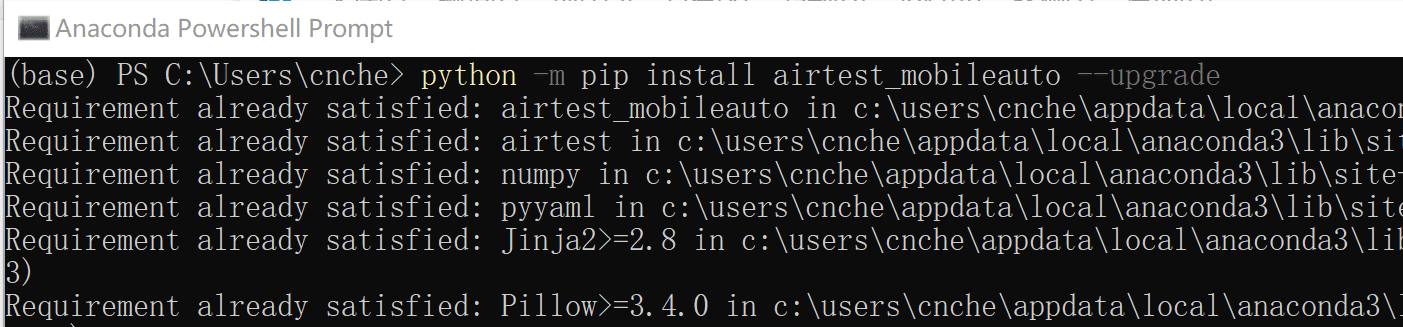 Anaconda Powershell Prompt
(base) PS C:\Users\cnche> python -m pip install airtest_mobileauto --upgrade
Requirement already satisfied: airtest_mobileauto in c:\users\cnche\appdata\local\anacon
Requirement already satisfied: airtest in c:\users\cnche\appdata\local\anaconda3\lib\sit
Requirement already satisfied: numpy in c:\users\cnche\appdata\local\anaconda3\lib\site-
Requirement already satisfied: pyyaml in c:\users\cnche\appdata\local\anaconda3\lib\site
Requirement already satisfied: Jinja2>=2.8 in c:\users\cnche\appdata\local\anaconda3\lib
3)
Requirement already satisfied: Pillow>=3.4.0 in c:\users\cnche\appdata\local\anaconda3\l